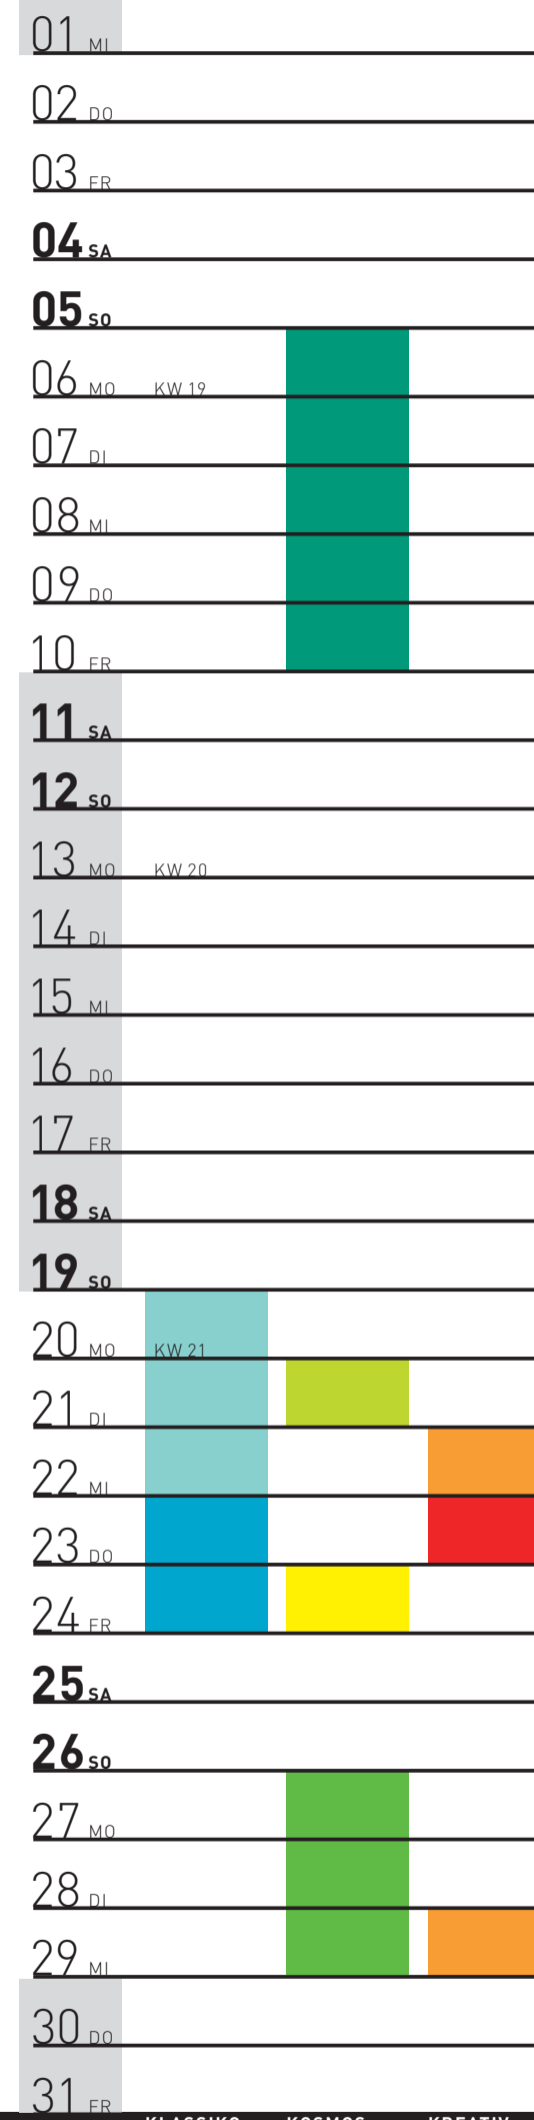 01 MI
02 DO
03 FR
04 SA
05 SO
06 MO KW 19
07 DI
08 MI
09 DO
10 FR
11 SA
12 SO
13 MO KW 20
14 DI
15 MI
16 DO
17 FR
18 SA
19 SO
20 MO KW 21
21 DI
22 MI
23 DO
24 FR
25 SA
26 SO
27 MO
28 DI
29 MI
30 DO
31 FR
KLASSIKO KOSMOS KREATIV